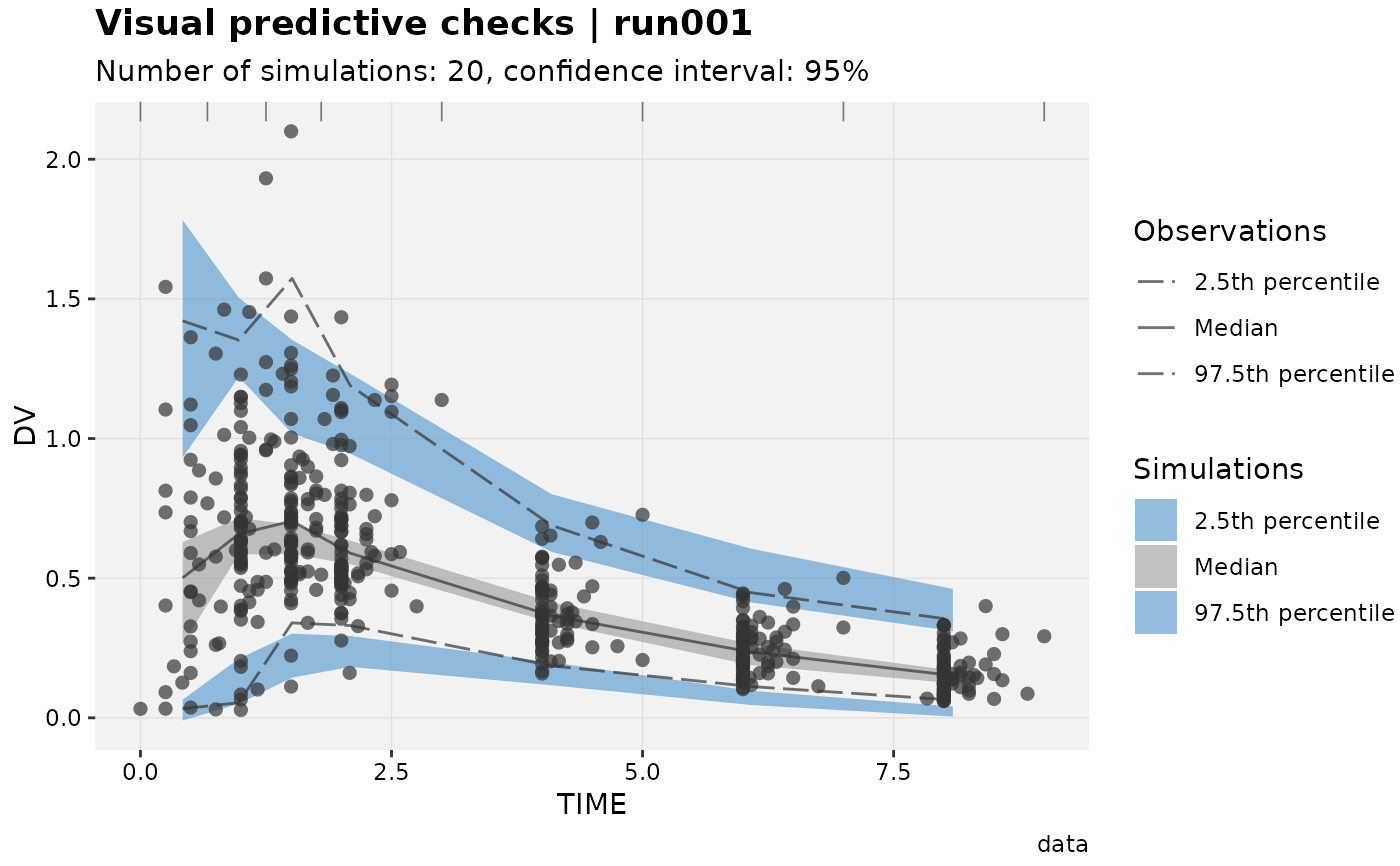 Visual predictive checks | run001
Number of simulations: 20, confidence interval: 95%
2.0
1.5
1.0
0.5
0.0
DV
0.0 2.5 5.0 7.5
TIME
Observations
2.5th percentile
Median
97.5th percentile
Simulations
2.5th percentile
Median
97.5th percentile
data